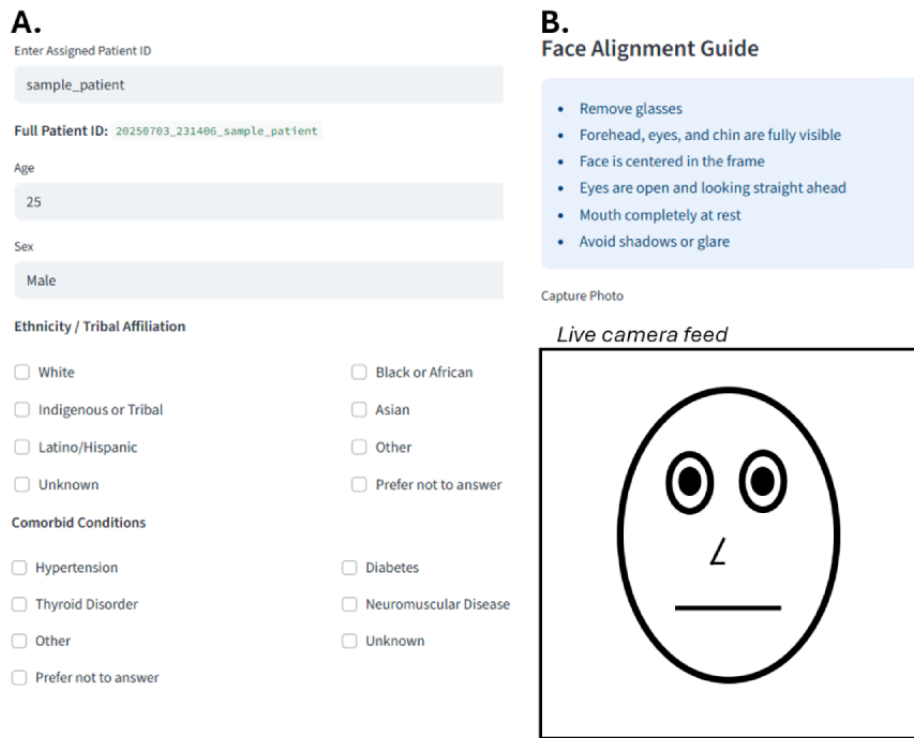 A.
Enter Assigned Patient ID
sample_patient
Full Patient ID: 20250703_231406_sample_patient
Age
25
Sex
Male
Ethnicity / Tribal Affiliation
White
Black or African
Indigenous or Tribal
Asian
Latino/Hispanic
Other
Unknown
Prefer not to answer
Comorbid Conditions
Hypertension
Diabetes
Thyroid Disorder
Neuromuscular Disease
Other
Unknown
Prefer not to answer
B.
Face Alignment Guide
• Remove glasses
• Forehead, eyes, and chin are fully visible
• Face is centered in the frame
• Eyes are open and looking straight ahead
• Mouth completely at rest
• Avoid shadows or glare
Capture Photo
Live camera feed